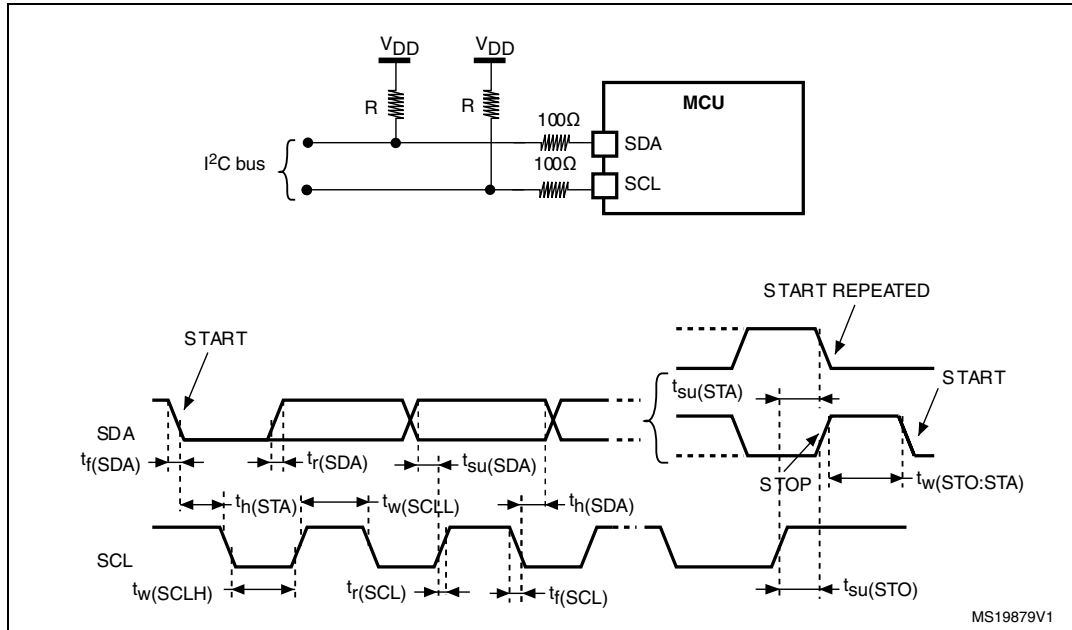 VDD VDD
R R
MCU
100Ω
SDA
I²C bus
100Ω
SCL
START REPEATED
START
START
tsu(STA)
SDA
tf(SDA)
tr(SDA)
tsu(SDA)
STOP
tw(STO:STA)
th(STA)
tw(SCLL)
th(SDA)
SCL
tw(SCLH)
tr(SCL)
tf(SCL)
tsu(STO)
MS19879V1